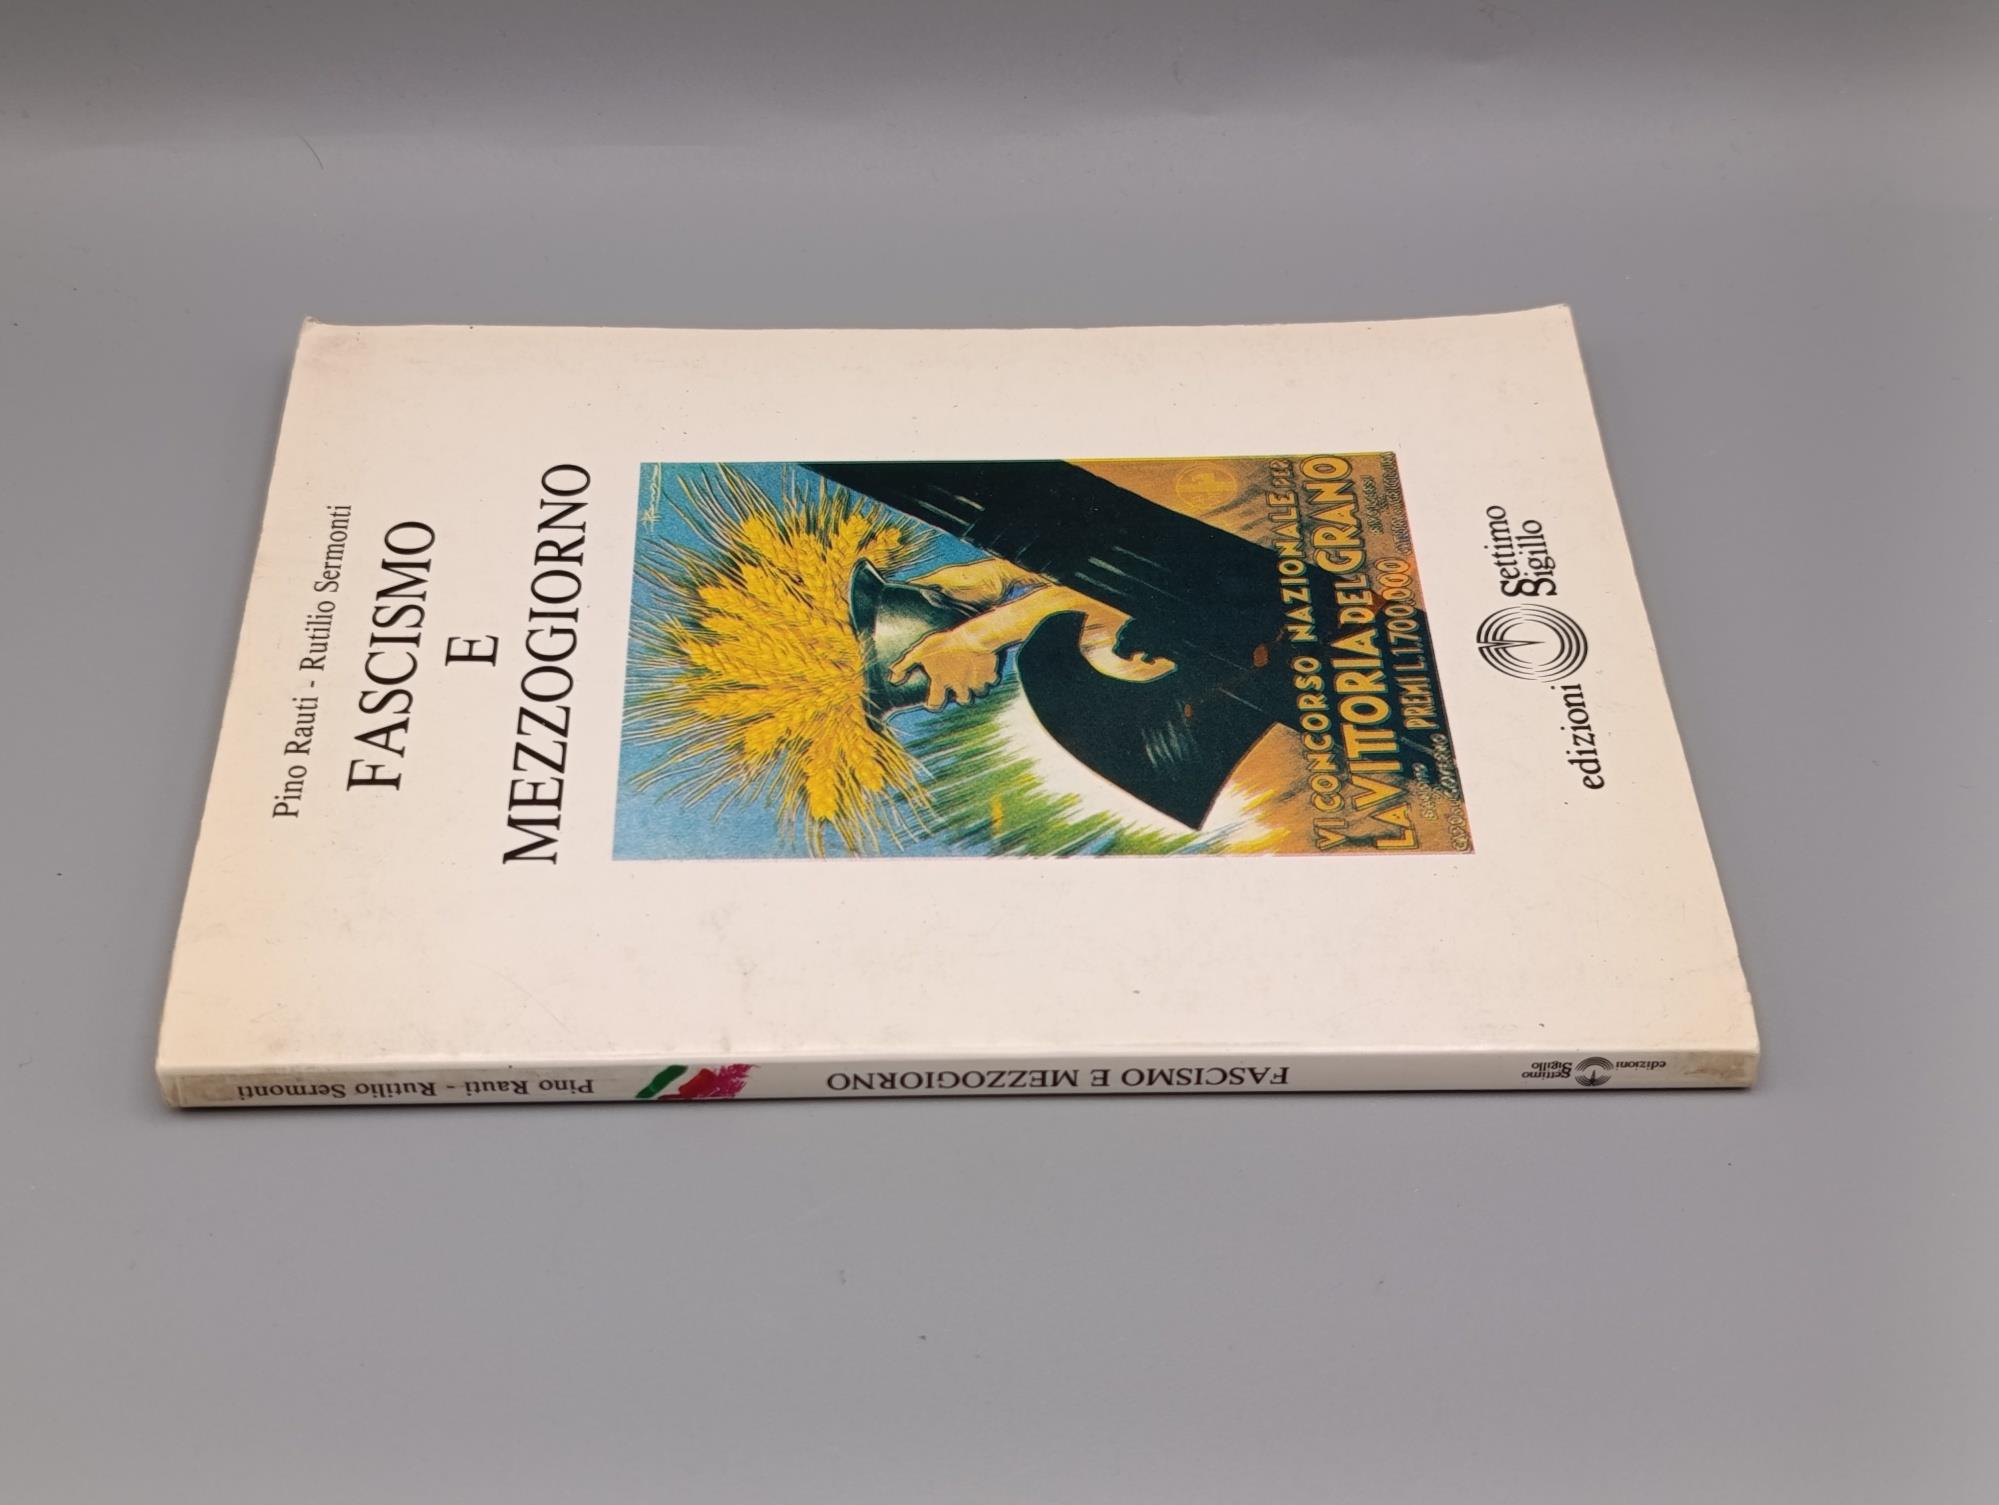 Pino Rauti - Rutilio Sermonti
FASCISMO
E
MEZZOGIORNO
VI CONCORSO NAZIONALE PER
LA VITTORIA DEL GRANO
PREMI L. 1.700.000
edizioni
Settimo
Sigillo
Pino Rauti - Rutilio Sermonti
FASCISMO E MEZZOGIORNO
edizioni
Settimo
Sigillo